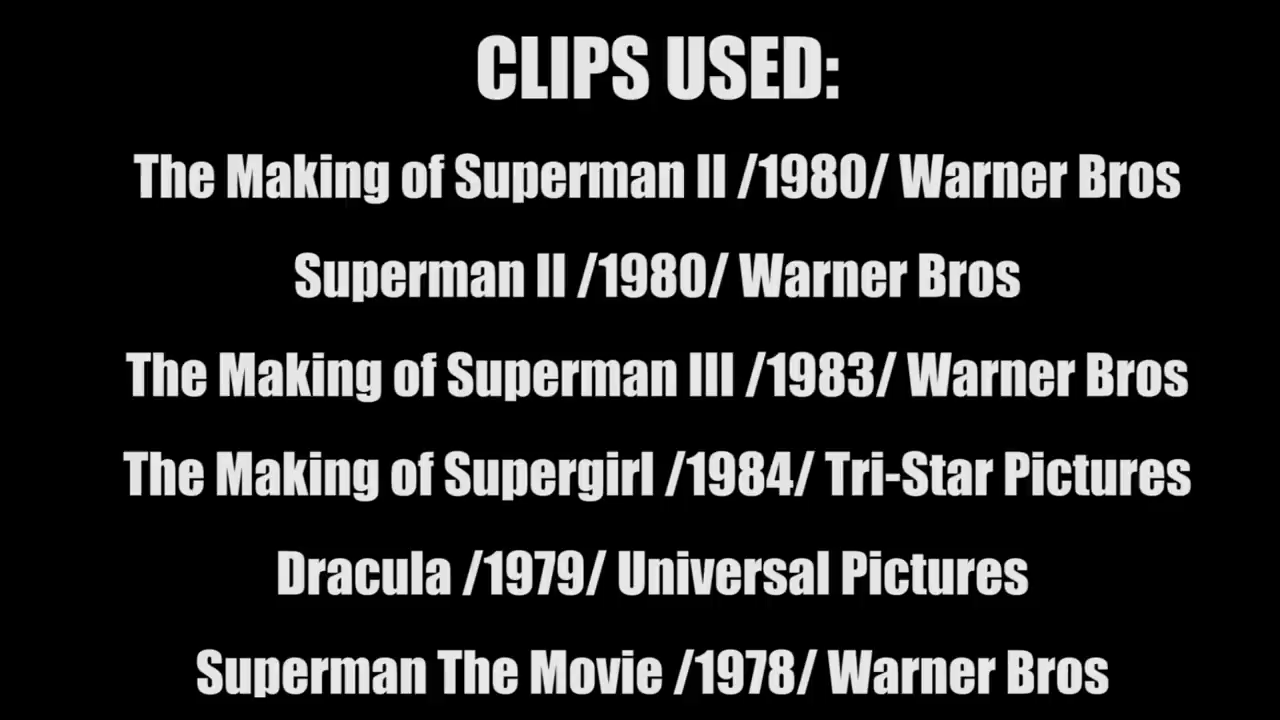 CLIPS USED:
The Making of Superman II /1980/ Warner Bros
Superman II /1980/ Warner Bros
The Making of Superman III /1983/ Warner Bros
The Making of Supergirl /1984/ Tri-Star Pictures
Dracula /1979/ Universal Pictures
Superman The Movie /1978/ Warner Bros